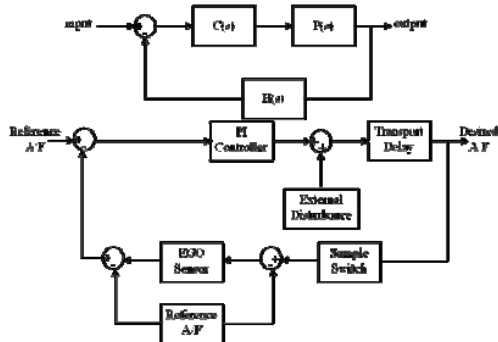 input
C(s)
P(s)
output
H(s)
Reference
A/F
PI
Controller
Transport
Delay
Desired
A/F
External
Disturbance
EGO
Sensor
Sample
Switch
Reference
A/F